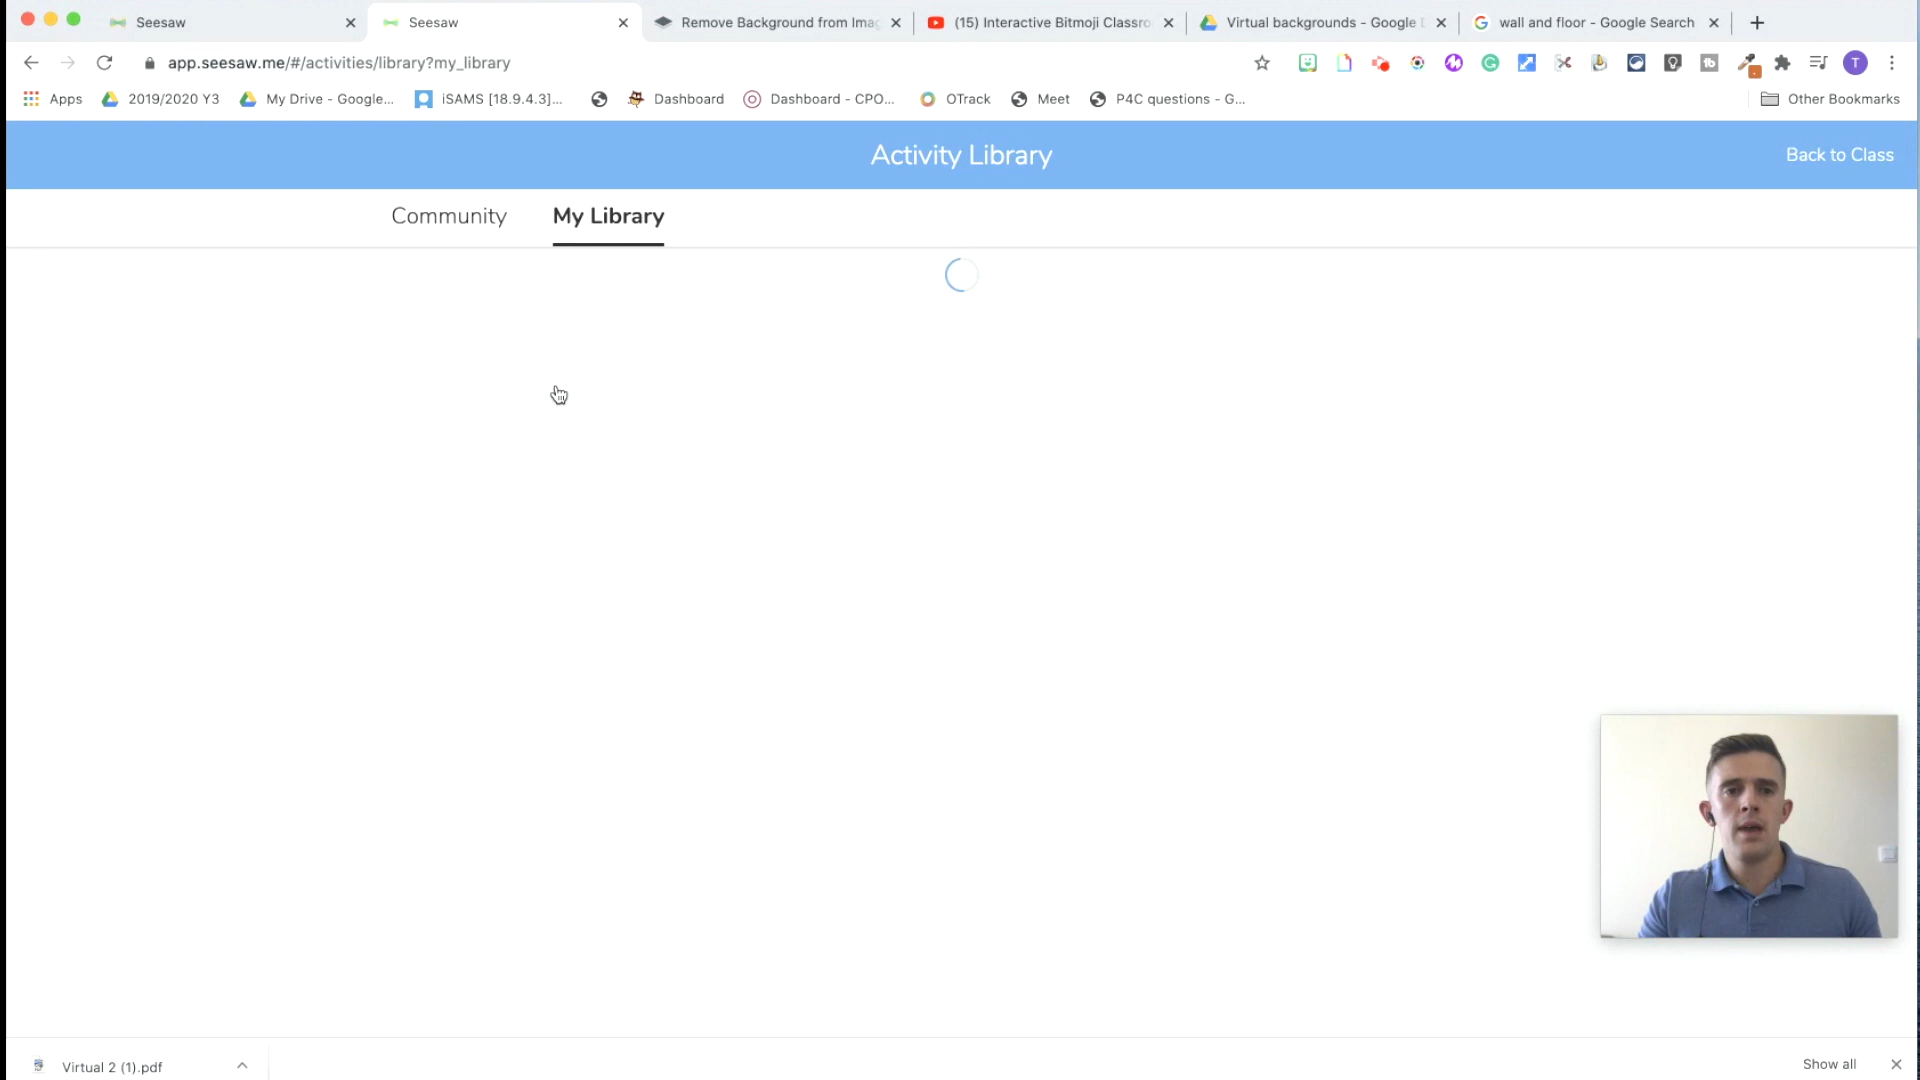 Seesaw
Seesaw
Remove Background from Imag
(15) Interactive Bitmoji Classro
Virtual backgrounds - Google D
wall and floor - Google Search
app.seesaw.me/#/activities/library?my_library
T
Apps
2019/2020 Y3
My Drive - Google...
iSAMS [18.9.4.3]...
Dashboard
Dashboard - CPO...
OTrack
Meet
P4C questions - G...
Other Bookmarks
Activity Library
Back to Class
Community
My Library
Virtual 2 (1).pdf
Show all